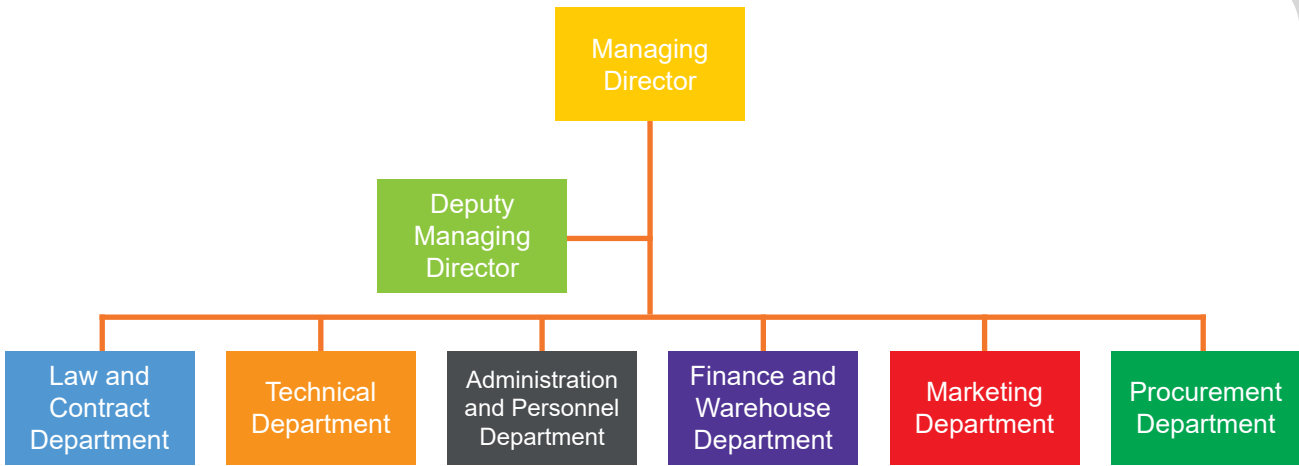 Managing
Director
Deputy
Managing
Director
Law and
Contract
Department
Technical
Department
Administration
and Personnel
Department
Finance and
Warehouse
Department
Marketing
Department
Procurement
Department